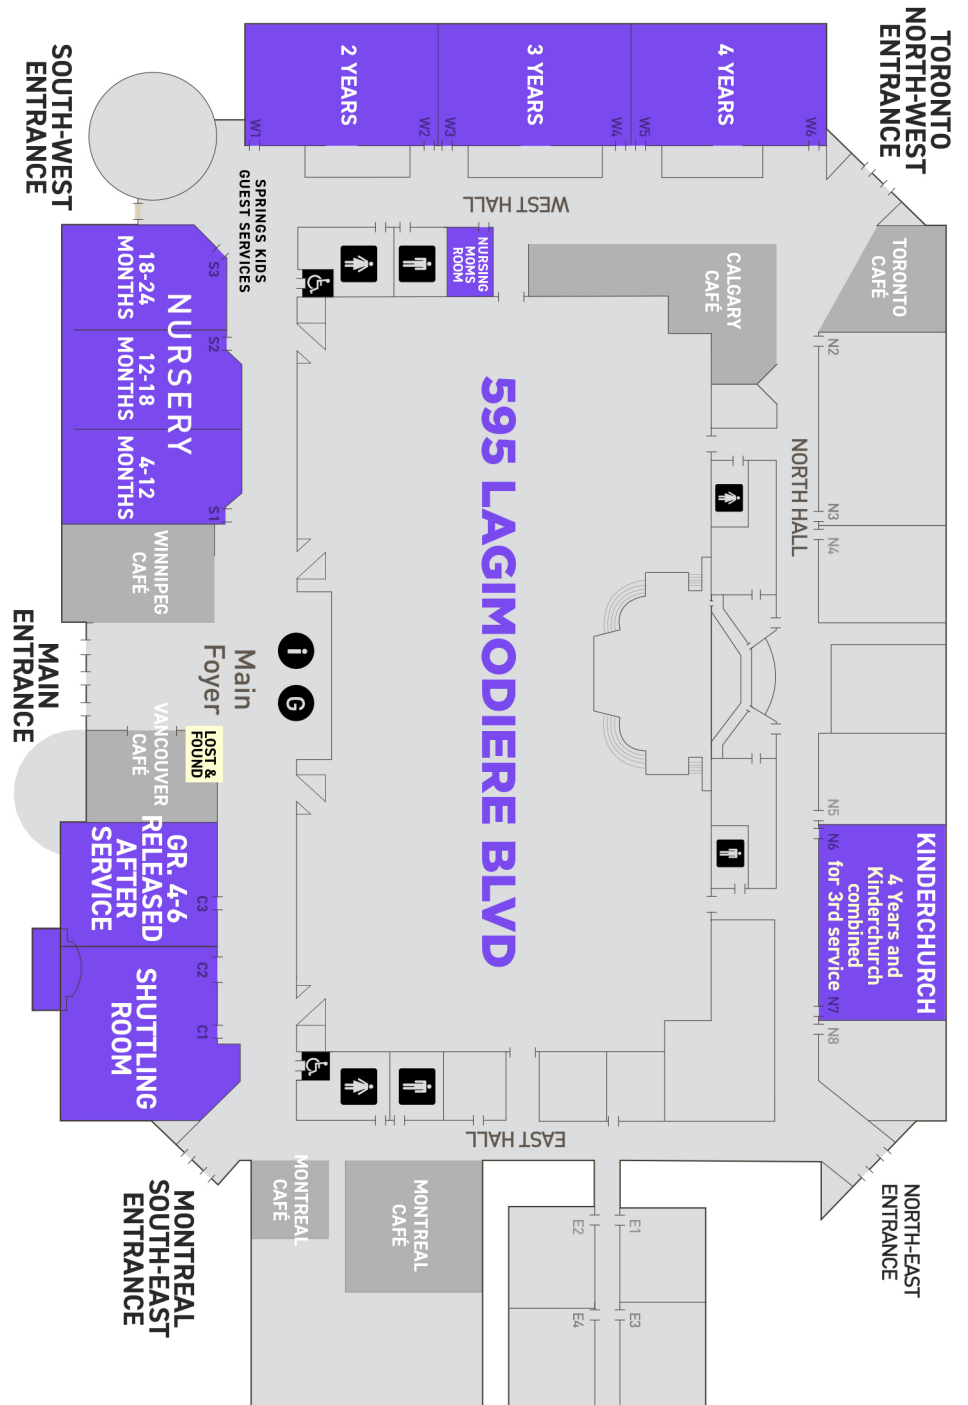 TORONTO
NORTH-WEST
ENTRANCE
SOUTH-WEST
ENTRANCE
2 YEARS
3 YEARS
4 YEARS
W1
W2
W3
W4
W5
W6
WEST HALL
SPRINGS KIDS
GUEST SERVICES
NURSING
MOMS
ROOM
CALGARY
CAFÉ
TORONTO
CAFÉ
NURSERY
18-24
MONTHS
12-18
MONTHS
4-12
MONTHS
S3
S2
S1
WINNIPEG
CAFÉ
MAIN
ENTRANCE
Main
Foyer
i
G
LOST &
FOUND
VANCOUVER
CAFÉ
595 LAGIMODIERE BLVD
NORTH HALL
N2
N3
N4
N5
N6
N7
N8
KINDERCHURCH
4 Years and
Kinderchurch
combined
for 3rd service
GR. 4-6
RELEASED
AFTER
SERVICE
C3
C2
C1
SHUTTLING
ROOM
EAST HALL
MONTREAL
SOUTH-EAST
ENTRANCE
MONTREAL
CAFÉ
MONTREAL
CAFÉ
E2
E1
E4
E3
NORTH-EAST
ENTRANCE